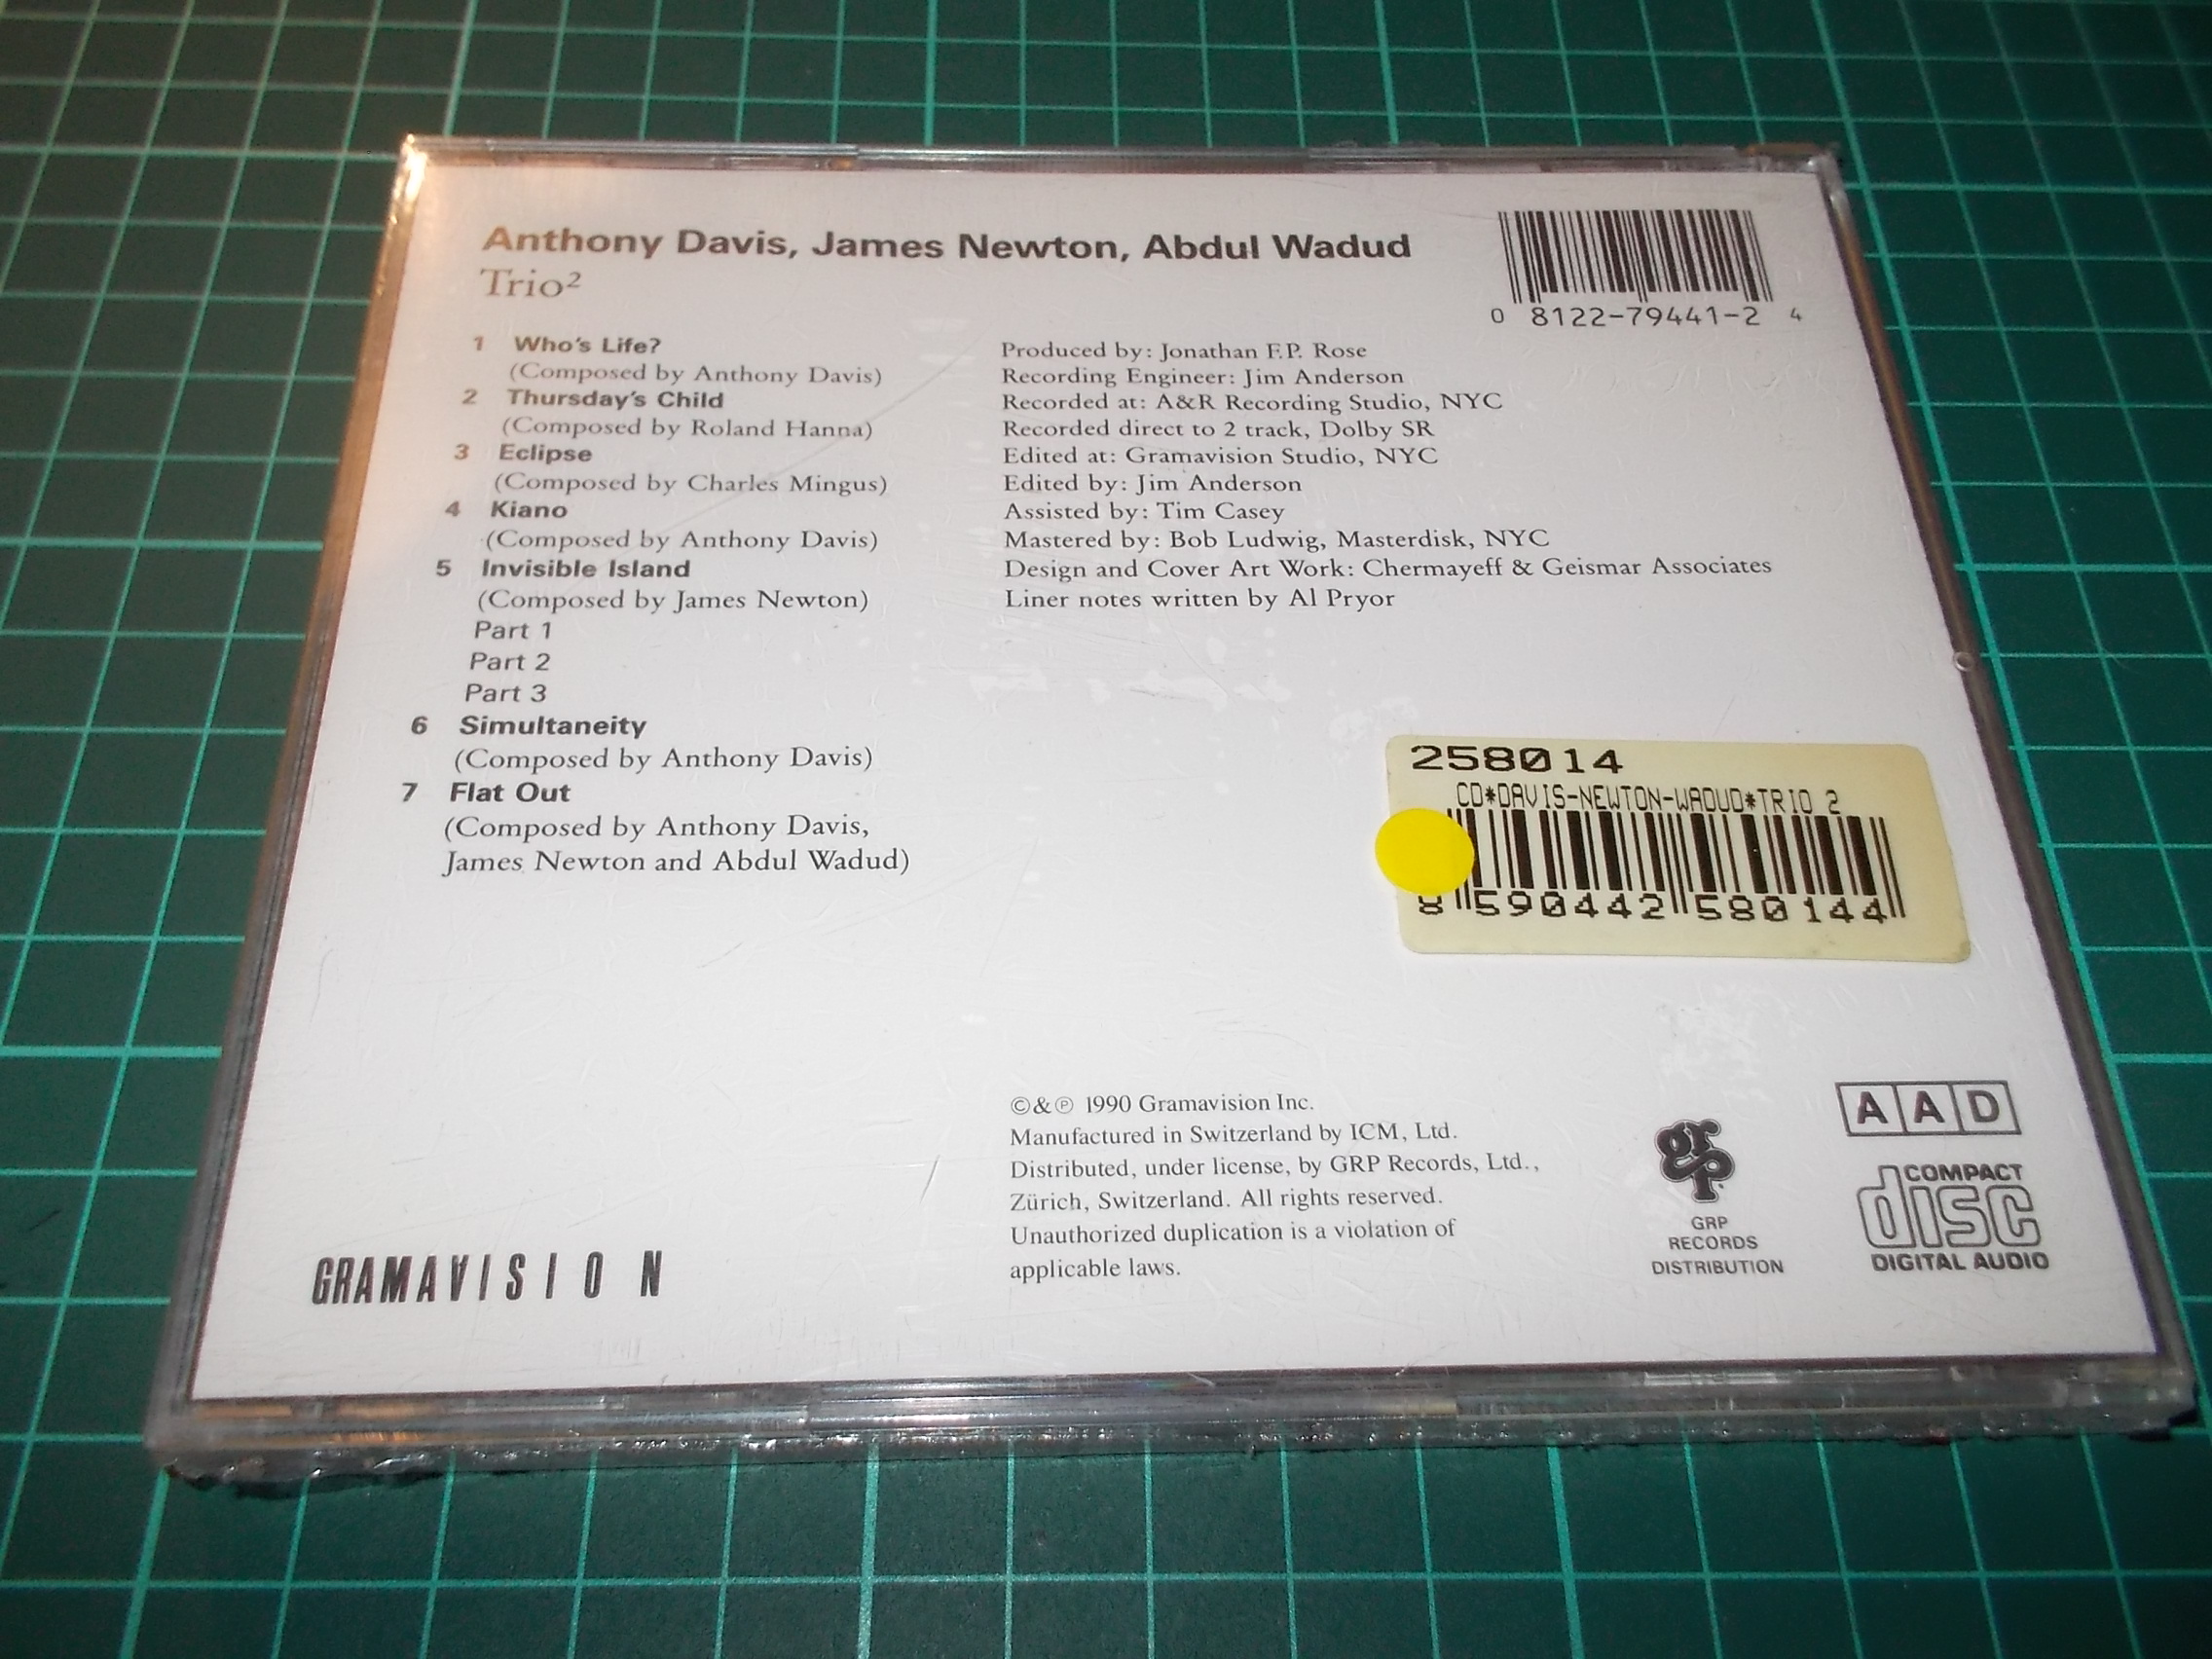 Anthony Davis, James Newton, Abdul Wadud
Trio²
0 8122-79441-2 4
1 Who's Life?
(Composed by Anthony Davis)
2 Thursday's Child
(Composed by Roland Hanna)
3 Eclipse
(Composed by Charles Mingus)
4 Kiano
(Composed by Anthony Davis)
5 Invisible Island
(Composed by James Newton)
Part 1
Part 2
Part 3
6 Simultaneity
(Composed by Anthony Davis)
7 Flat Out
(Composed by Anthony Davis,
James Newton and Abdul Wadud)
Produced by: Jonathan F.P. Rose
Recording Engineer: Jim Anderson
Recorded at: A&R Recording Studio, NYC
Recorded direct to 2 track, Dolby SR
Edited at: Gramavision Studio, NYC
Edited by: Jim Anderson
Assisted by: Tim Casey
Mastered by: Bob Ludwig, Masterdisk, NYC
Design and Cover Art Work: Chermayeff & Geismar Associates
Liner notes written by Al Pryor
258014
CD*DAVIS-NEWTON-WADUD*TRIO 2
8 590442 580144
©&℗ 1990 Gramavision Inc.
Manufactured in Switzerland by ICM, Ltd.
Distributed, under license, by GRP Records, Ltd.,
Zürich, Switzerland. All rights reserved.
Unauthorized duplication is a violation of
applicable laws.
GRAMAVISION
grp
GRP
RECORDS
DISTRIBUTION
AAD
COMPACT
disc
DIGITAL AUDIO